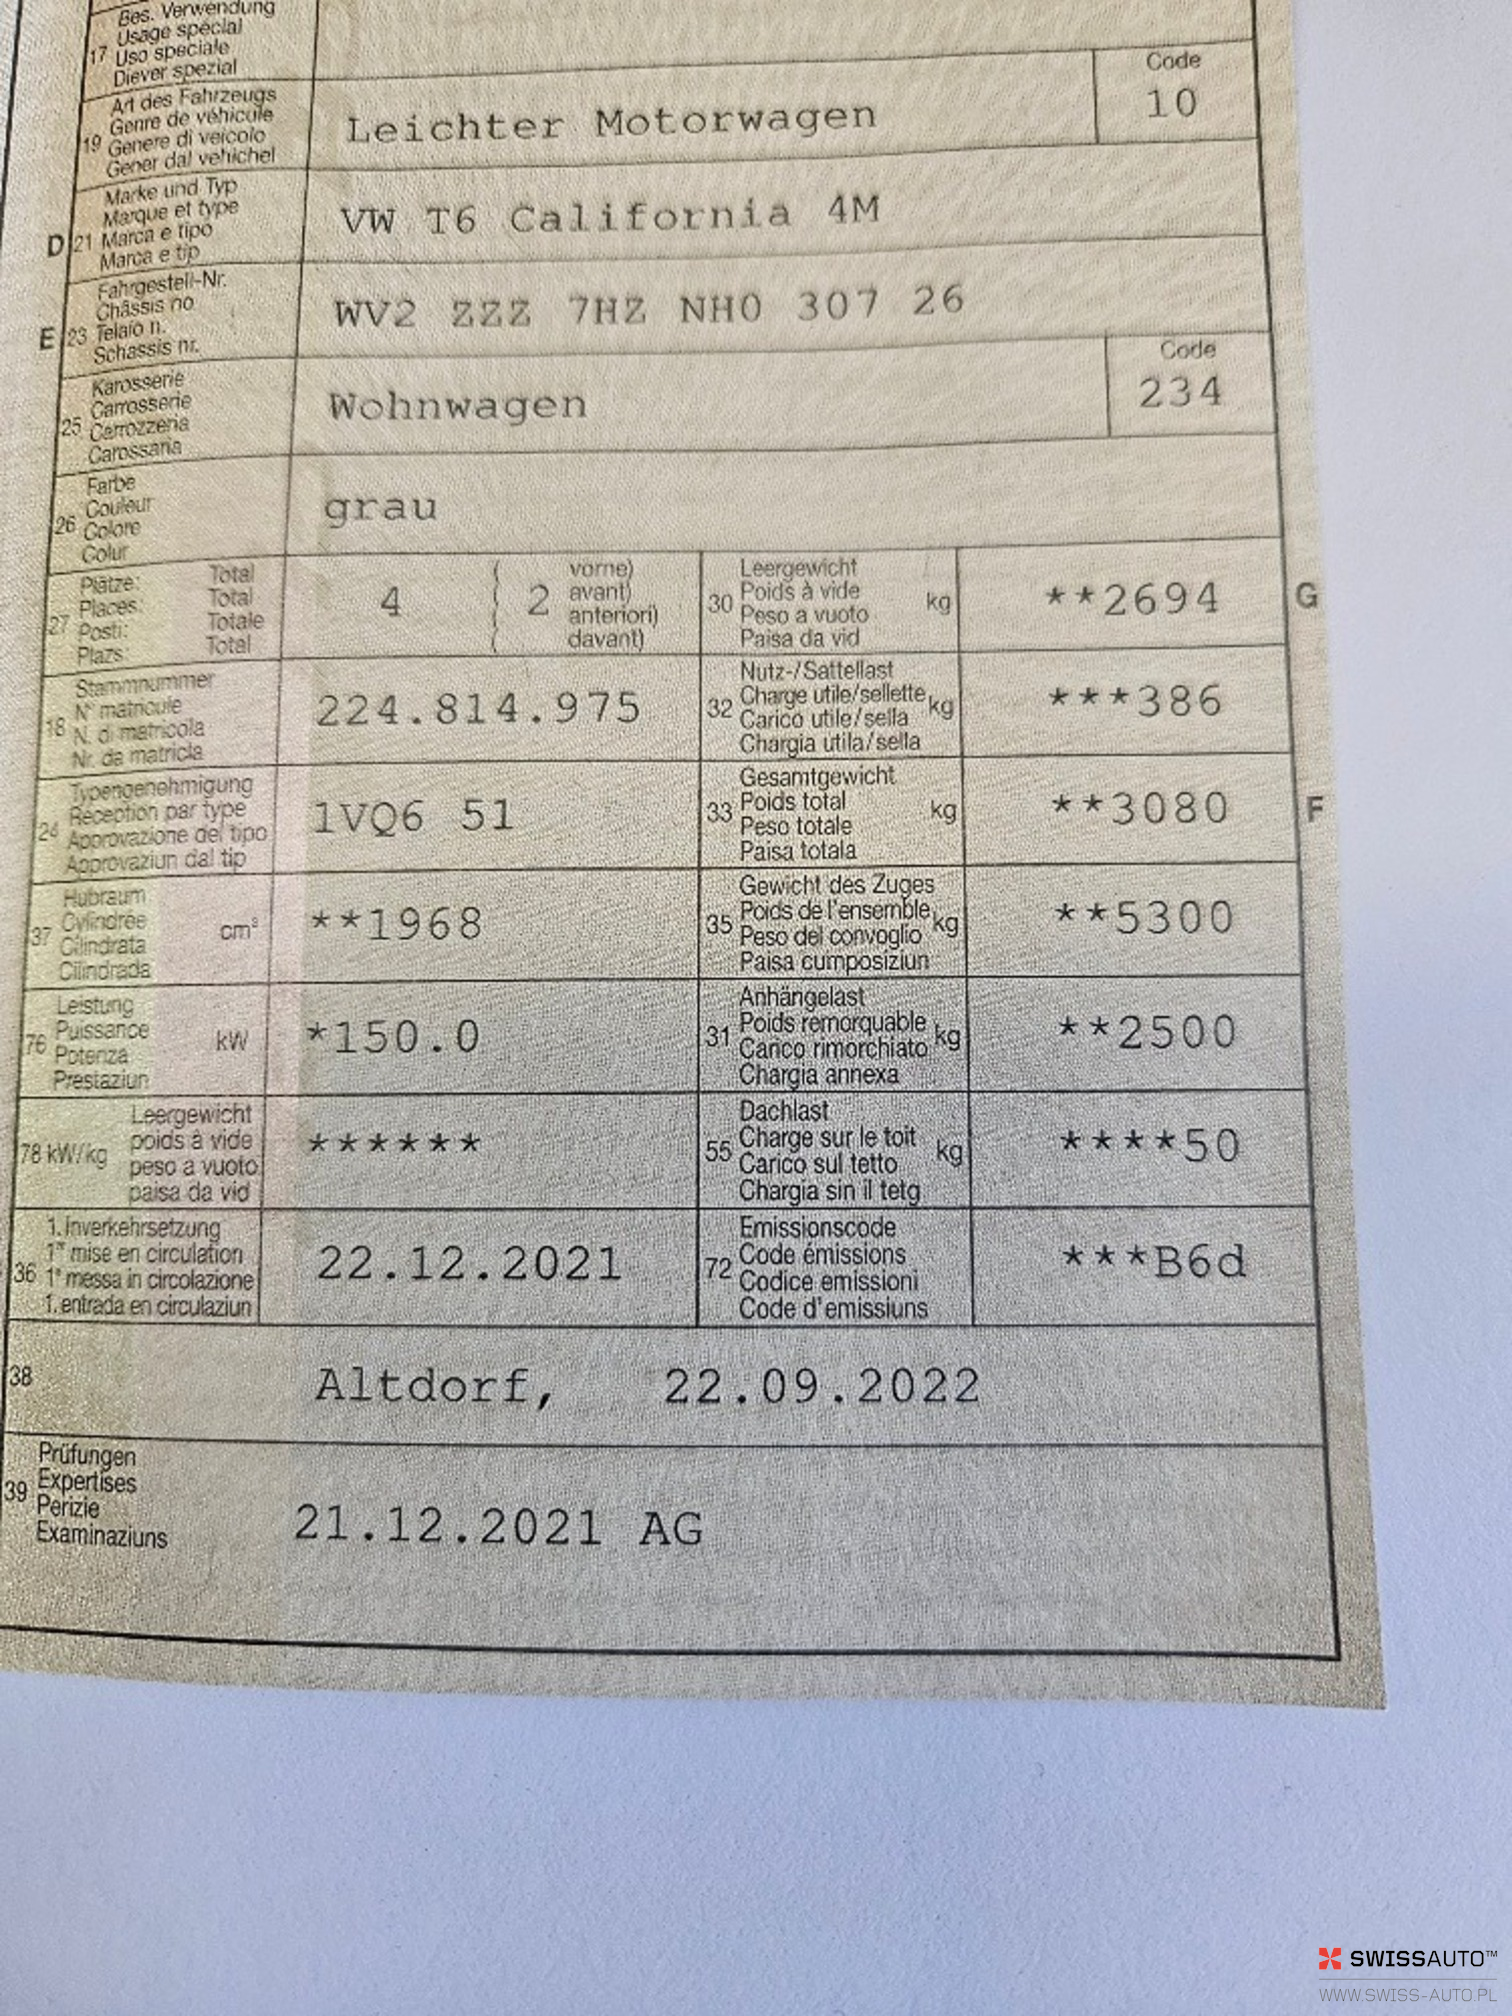 Bes. Verwendung
Usage spécial
17 Uso speciale
Diever spezial
Art des Fahrzeugs
Genre de véhicule
19 Genere di veicolo
Gener dal vehichel
Leichter Motorwagen
Code
10
Marke und Typ
Marque et type
D 21 Marca e tipo
Marca e tip
VW T6 California 4M
Fahrgestell-Nr.
Châssis no
E 23 Telaio n.
Schassis nr.
WV2 ZZZ 7HZ NH0 307 26
Karosserie
Carrosserie
25 Carrozzeria
Carossaria
Wohnwagen
Code
234
Farbe
Couleur
26 Colore
Colur
grau
Plätze: Total
Places: Total
27 Posti: Totale
Plazs: Total
4 ( 2 vorne)
( avant)
( anteriori)
( davant)
Leergewicht
30 Poids à vide kg
Peso a vuoto
Paisa da vid
**2694 G
Stammnummer
N° matricule
18 N. di matricola
Nr. da matricla
224.814.975
Nutz-/Sattellast
32 Charge utile/sellette kg
Carico utile/sella
Chargia utila/sella
***386
Typengenehmigung
Réception par type
24 Approvazione del tipo
Approvaziun dal tip
1VQ6 51
Gesamtgewicht
33 Poids total kg
Peso totale
Paisa totala
**3080 F
Hubraum
37 Cylindrée cm³
Cilindrata
Cilindrada
**1968
Gewicht des Zuges
35 Poids de l'ensemble kg
Peso del convoglio
Paisa cumposiziun
**5300
Leistung
76 Puissance kW
Potenza
Prestaziun
*150.0
Anhängelast
31 Poids remorquable kg
Carico rimorchiato
Chargia annexa
**2500
Leergewicht
78 kW/kg poids à vide
peso a vuoto
paisa da vid
******
Dachlast
55 Charge sur le toit kg
Carico sul tetto
Chargia sin il tetg
****50
1. Inverkehrsetzung
1re mise en circulation
36 1a messa in circolazione
1. entrada en circulaziun
22.12.2021
Emissionscode
72 Code émissions
Codice emissioni
Code d'emissiuns
***B6d
38 Altdorf, 22.09.2022
Prüfungen
39 Expertises
Perizie
Examinaziuns
21.12.2021 AG
SWISSAUTO™
WWW.SWISS-AUTO.PL